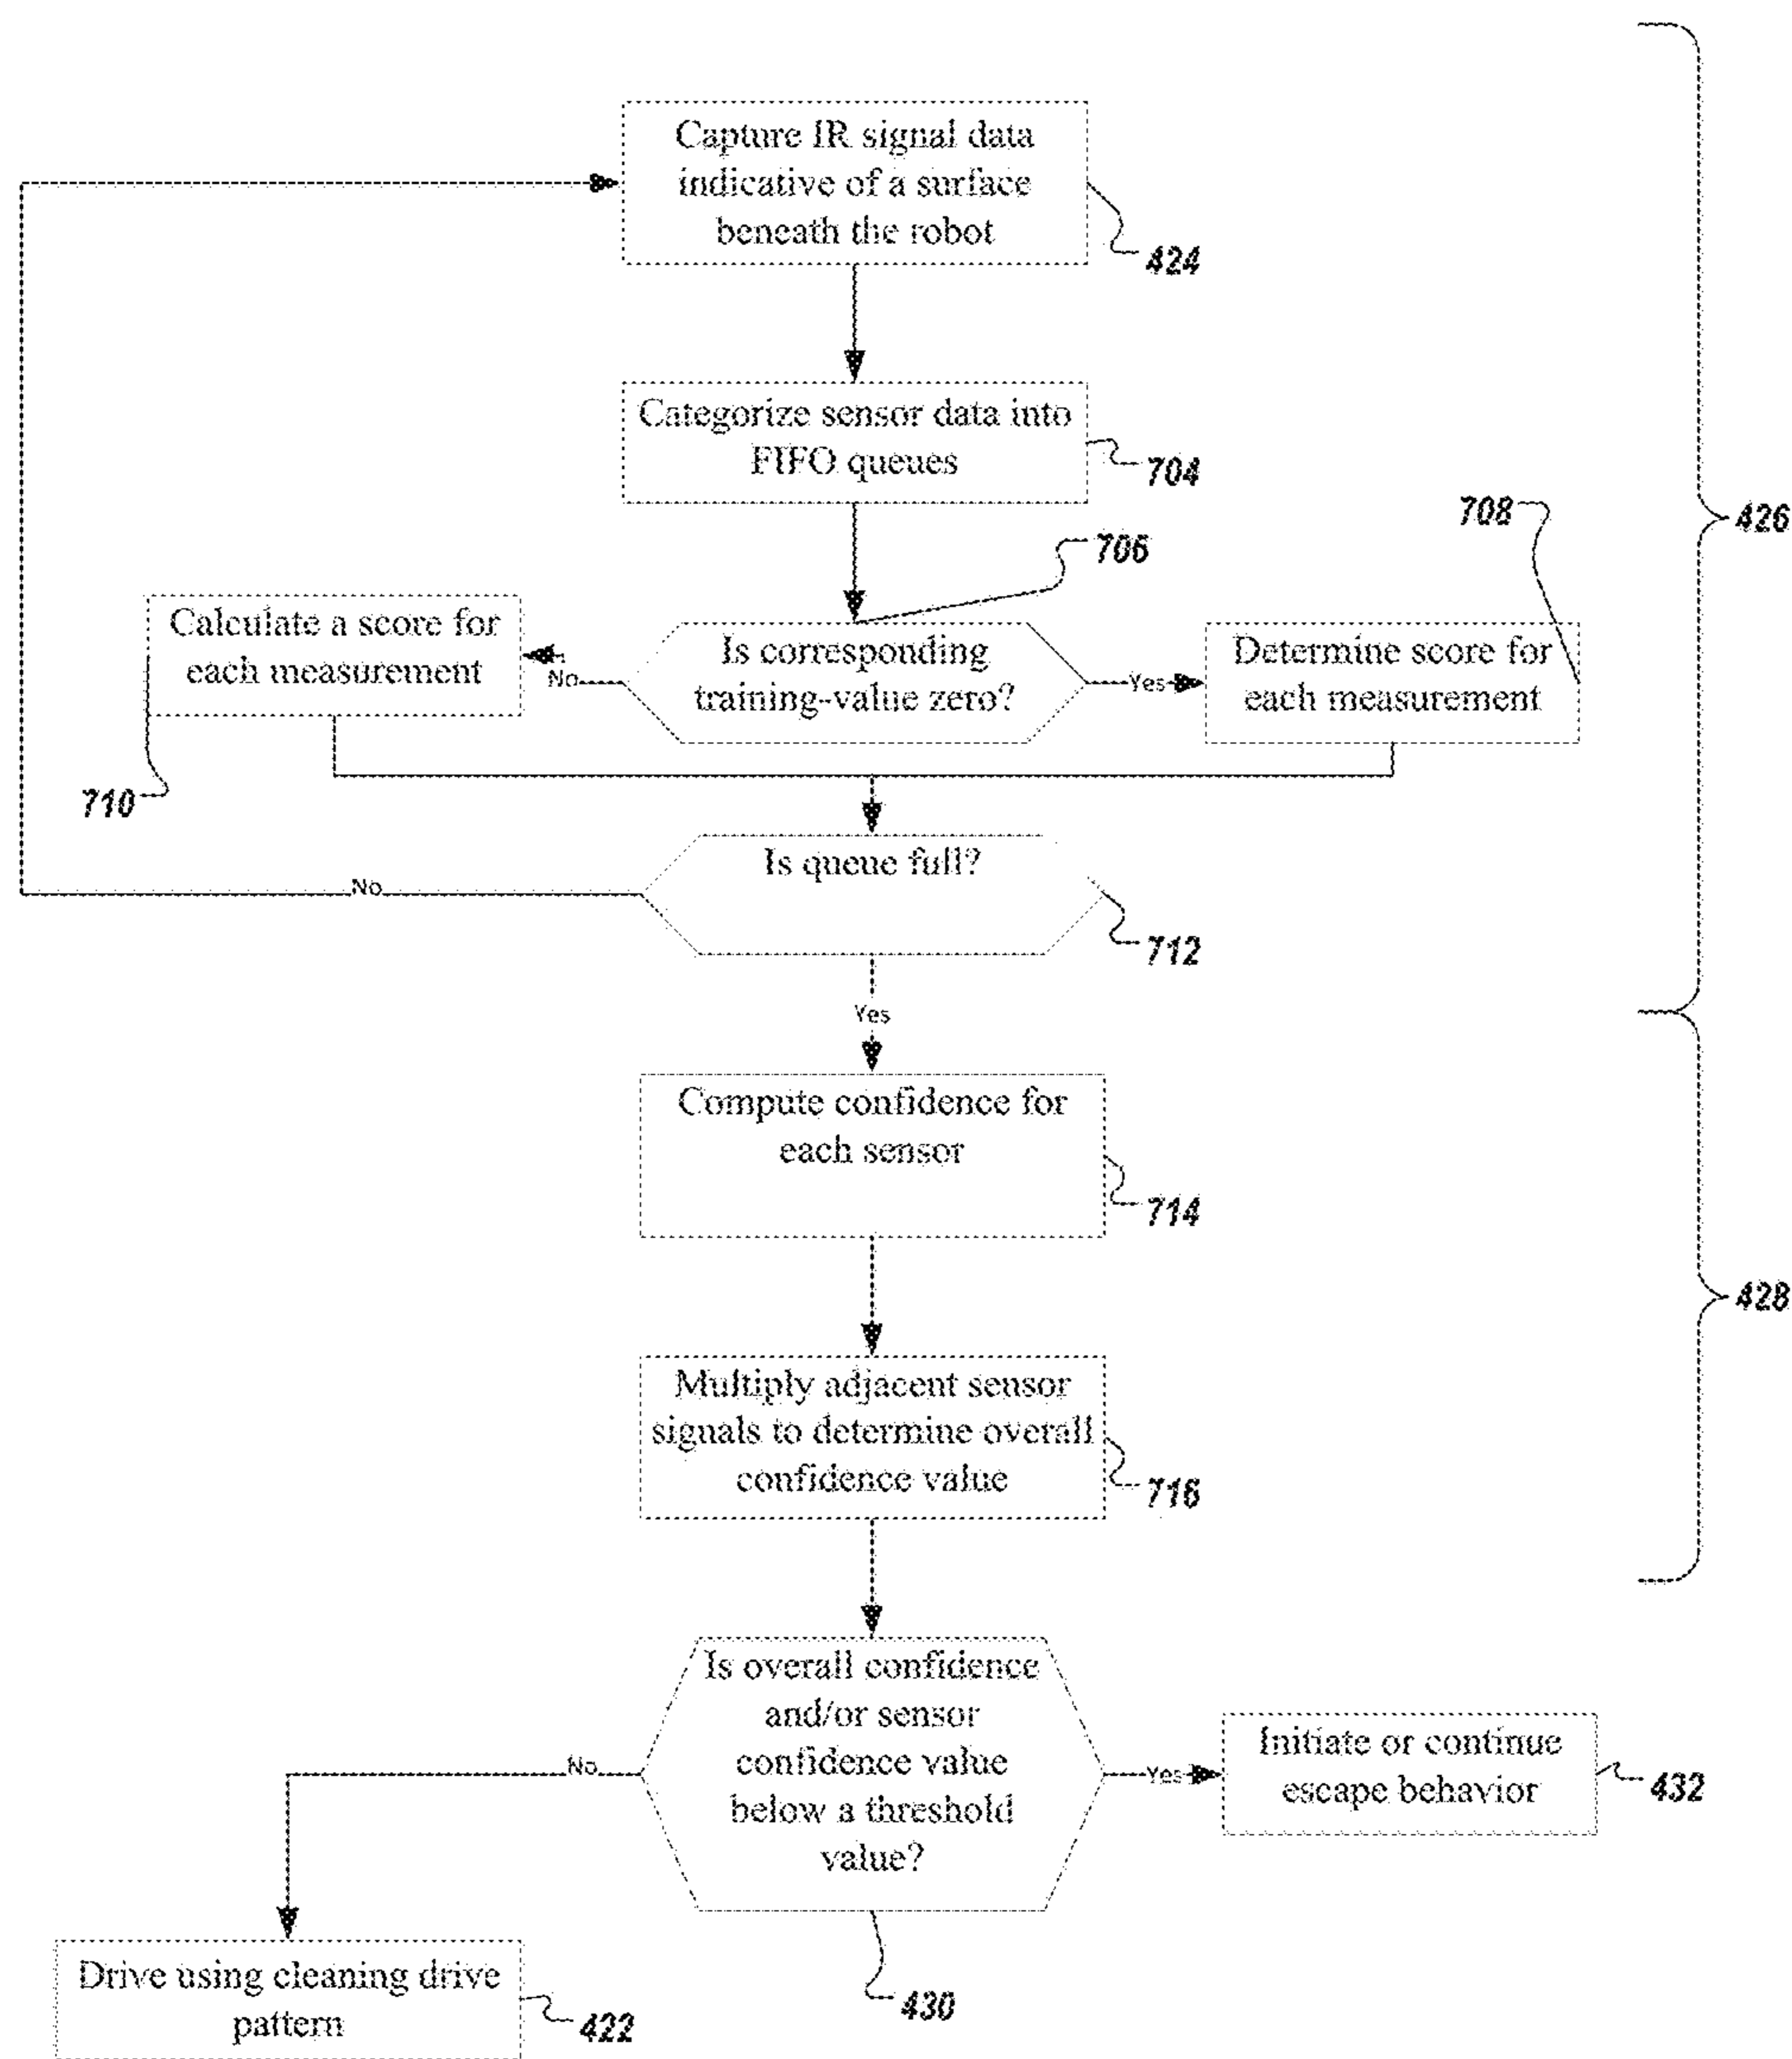 Capture IR signal data
indicative of a surface
beneath the robot
424
Categorize sensor data into
FIFO queues
704
708
426
706
Calculate a score for
each measurement
No
Is corresponding
training-value zero?
Yes
Determine score for
each measurement
710
Is queue full?
No
712
Yes
Compute confidence for
each sensor
714
428
Multiply adjacent sensor
signals to determine overall
confidence value
716
Is overall confidence
and/or sensor
confidence value
below a threshold
value?
No
Yes
Initiate or continue
escape behavior
432
Drive using cleaning drive
pattern
422
430